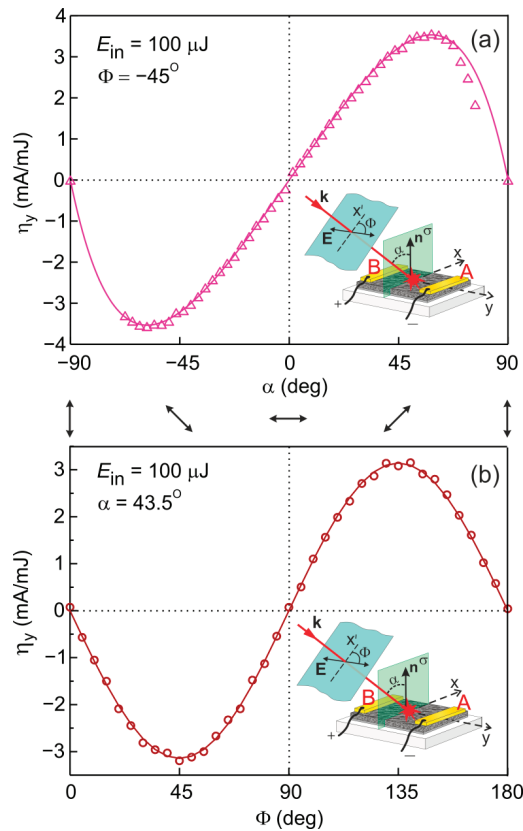 (a)
E_in = 100 μJ
Φ = −45°
η_y (mA/mJ)
4
3
2
1
0
−1
−2
−3
−4
−90
−45
0
45
90
α (deg)
k
x'
Φ
E
α
n^σ
x
B
A
y
+
−
(b)
E_in = 100 μJ
α = 43.5°
η_y (mA/mJ)
3
2
1
0
−1
−2
−3
0
45
90
135
180
Φ (deg)
k
x'
Φ
E
α
n^σ
x
B
A
y
+
−